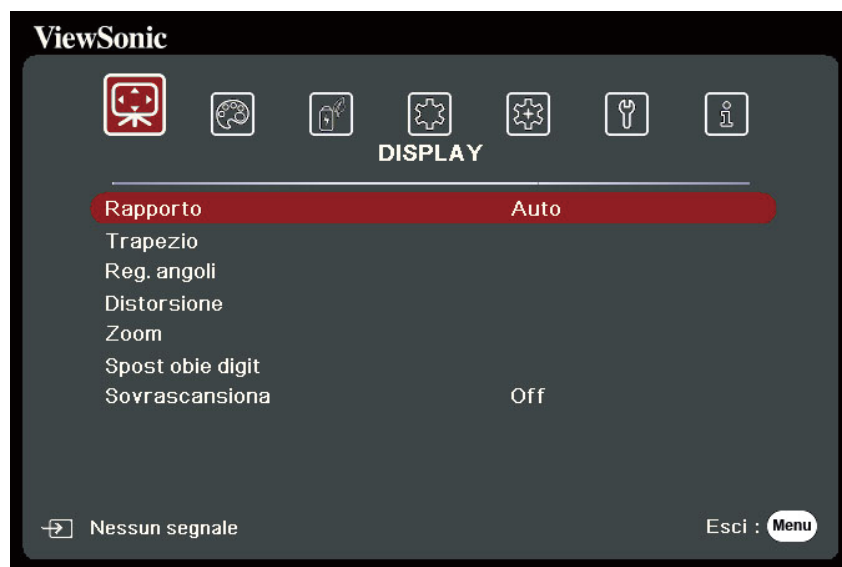 ViewSonic
DISPLAY
Rapporto Auto
Trapezio
Reg. angoli
Distorsione
Zoom
Spost obie digit
Sovrascansiona Off
Nessun segnale Esci : Menu